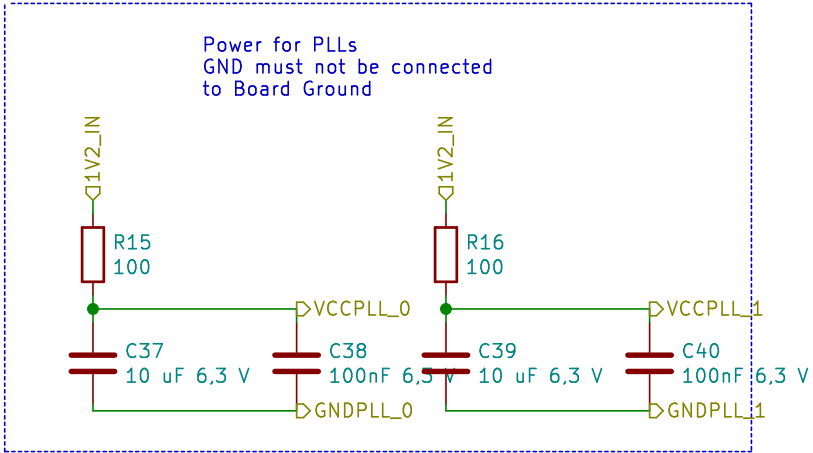 Power for PLLs
GND must not be connected
to Board Ground
1V2_IN
1V2_IN
R15
100
R16
100
VCCPLL_0
VCCPLL_1
C37
10 uF 6,3 V
C38
100nF 6,3 V
C39
10 uF 6,3 V
C40
100nF 6,3 V
GNDPLL_0
GNDPLL_1